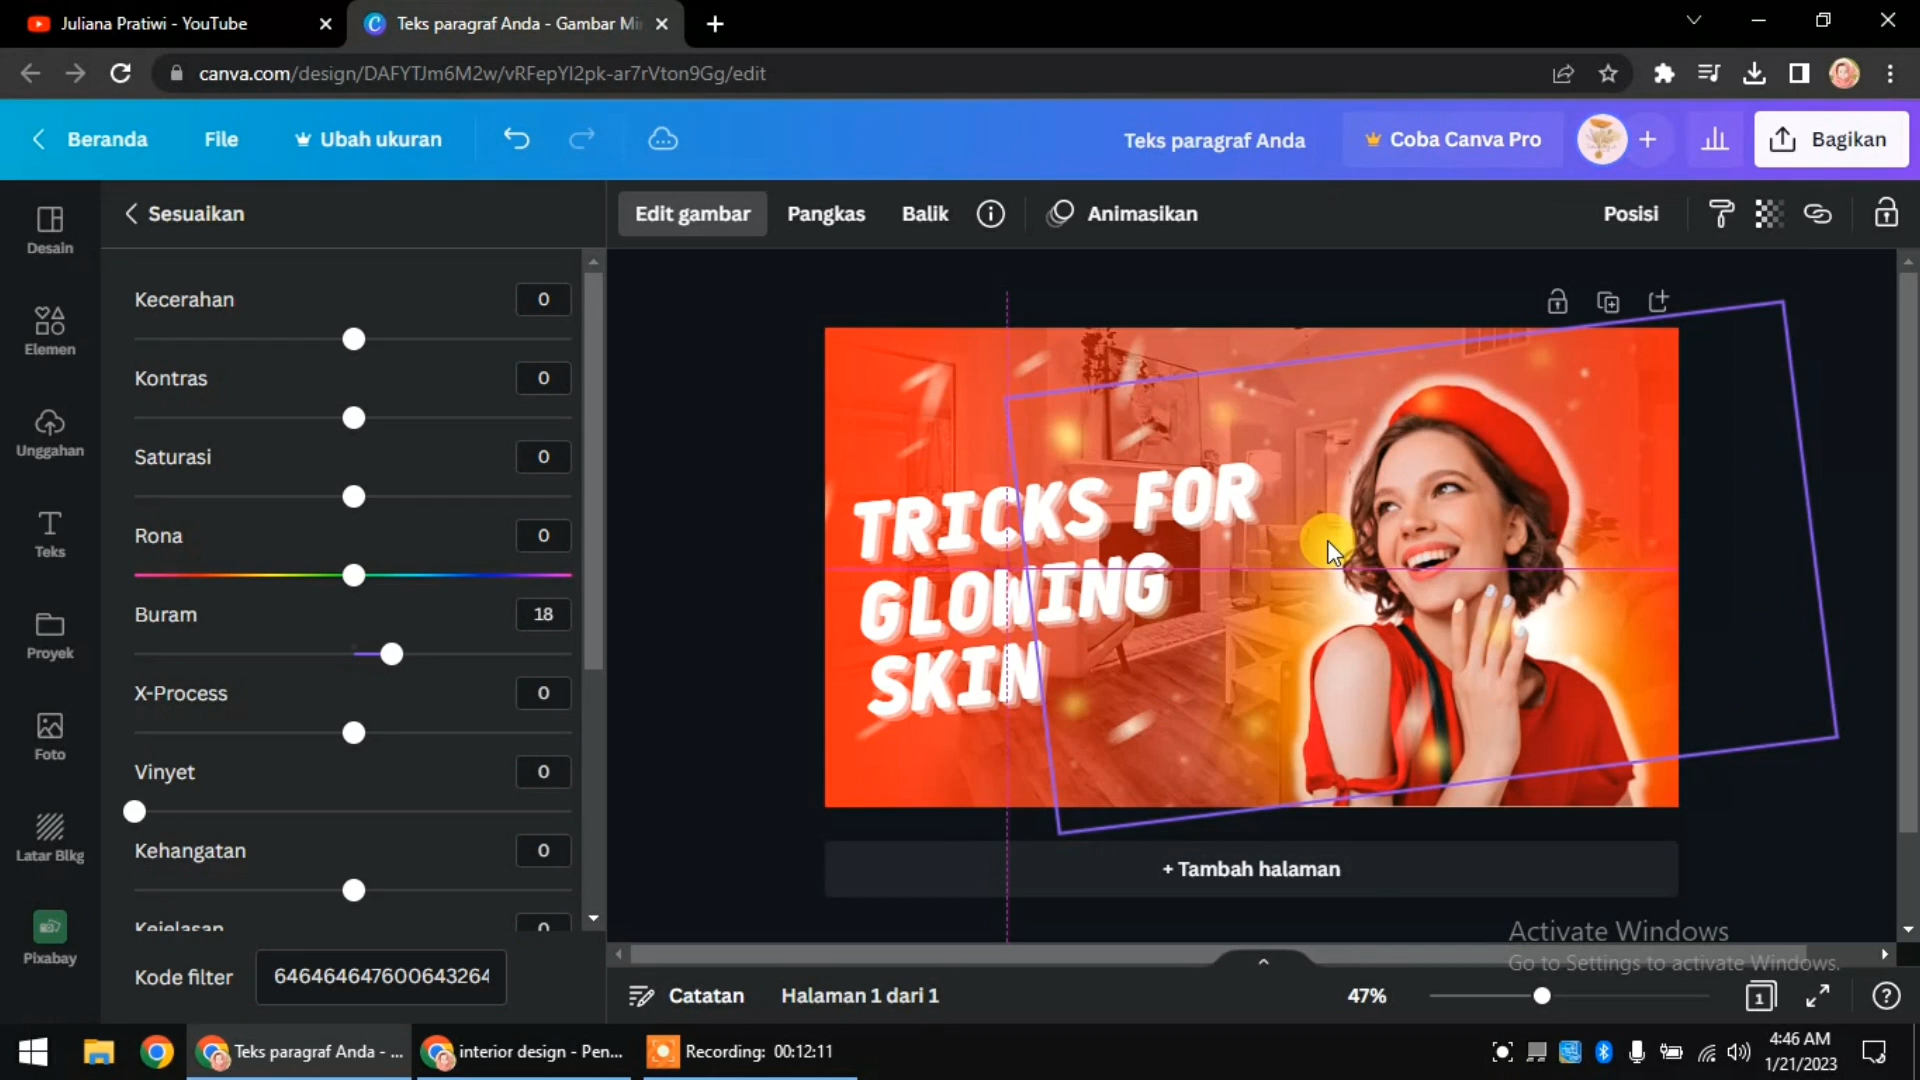 Juliana Pratiwi - YouTube
Teks paragraf Anda - Gambar Mi
canva.com/design/DAFYTJm6M2w/vRFepYl2pk-ar7rVton9Gg/edit
Beranda
File
Ubah ukuran
Teks paragraf Anda
Coba Canva Pro
Bagikan
Desain
Elemen
Unggahan
Teks
Proyek
Foto
Latar Blkg
Pixabay
Sesuaikan
Edit gambar
Pangkas
Balik
Animasikan
Posisi
Kecerahan 0
Kontras 0
Saturasi 0
Rona 0
Buram 18
X-Process 0
Vinyet 0
Kehangatan 0
Kejelasan 0
Kode filter 646464647600643264
TRICKS FOR
GLOWING
SKIN
+ Tambah halaman
Activate Windows
Go to Settings to activate Windows.
Catatan
Halaman 1 dari 1
47%
1
Teks paragraf Anda - ...
interior design - Pen...
Recording: 00:12:11
4:46 AM
1/21/2023